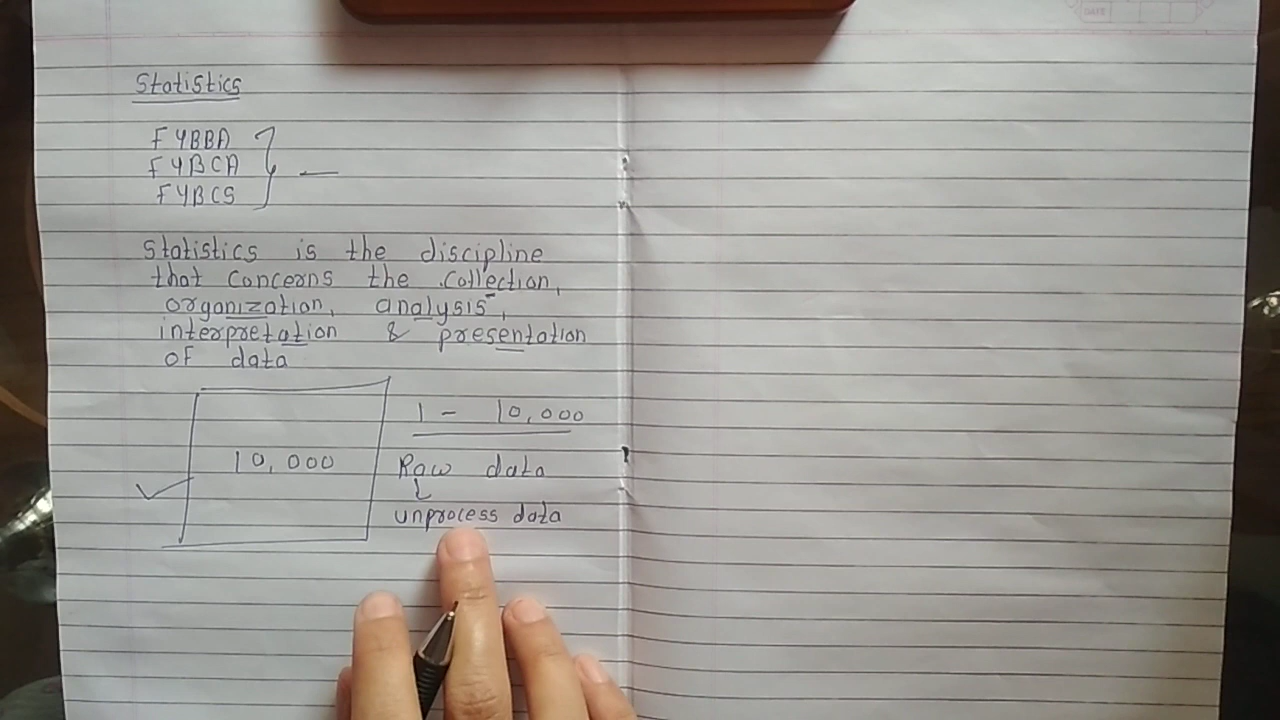 DATE
Statistics
FYBBA
FYBCA
FYBCS
Statistics is the discipline
that concerns the collection,
organization, analysis,
interpretation & presentation
of data
10,000
1 - 10,000
Raw data
unprocess data